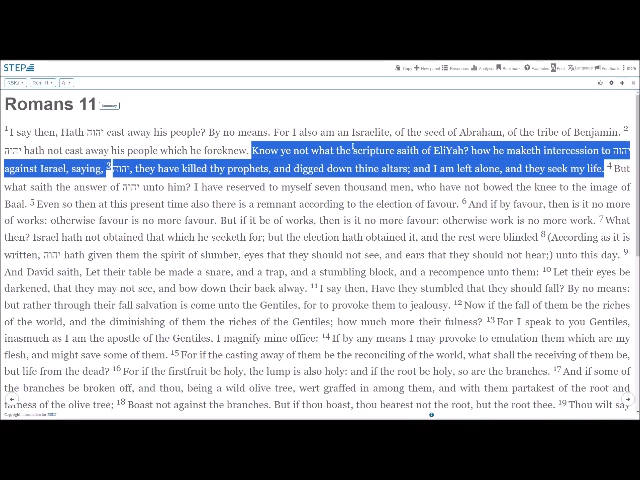 STEP
Copy New panel Resources Analysis Bookmark Examples Font Language Feedback more
Rom 11
Romans 11 Summary
1 I say then, Hath יהוה cast away his people? By no means. For I also am an Israelite, of the seed of Abraham, of the tribe of Benjamin. 2
יהוה hath not cast away his people which he foreknew. Know ye not what the scripture saith of EliYah? how he maketh intercession to יהוה
against Israel, saying, 3 יהוה, they have killed thy prophets, and digged down thine altars; and I am left alone, and they seek my life. 4 But
what saith the answer of יהוה unto him? I have reserved to myself seven thousand men, who have not bowed the knee to the image of
Baal. 5 Even so then at this present time also there is a remnant according to the election of favour. 6 And if by favour, then is it no more
of works: otherwise favour is no more favour. But if it be of works, then is it no more favour: otherwise work is no more work. 7 What
then? Israel hath not obtained that which he seeketh for; but the election hath obtained it, and the rest were blinded 8 (According as it is
written, יהוה hath given them the spirit of slumber, eyes that they should not see, and ears that they should not hear;) unto this day. 9
And David saith, Let their table be made a snare, and a trap, and a stumbling block, and a recompence unto them: 10 Let their eyes be
darkened, that they may not see, and bow down their back alway. 11 I say then, Have they stumbled that they should fall? By no means:
but rather through their fall salvation is come unto the Gentiles, for to provoke them to jealousy. 12 Now if the fall of them be the riches
of the world, and the diminishing of them the riches of the Gentiles; how much more their fulness? 13 For I speak to you Gentiles,
inasmuch as I am the apostle of the Gentiles, I magnify mine office: 14 If by any means I may provoke to emulation them which are my
flesh, and might save some of them. 15 For if the casting away of them be the reconciling of the world, what shall the receiving of them be,
but life from the dead? 16 For if the firstfruit be holy, the lump is also holy: and if the root be holy, so are the branches. 17 And if some of
the branches be broken off, and thou, being a wild olive tree, wert graffed in among them, and with them partakest of the root and
fatness of the olive tree; 18 Boast not against the branches. But if thou boast, thou bearest not the root, but the root thee. 19 Thou wilt say